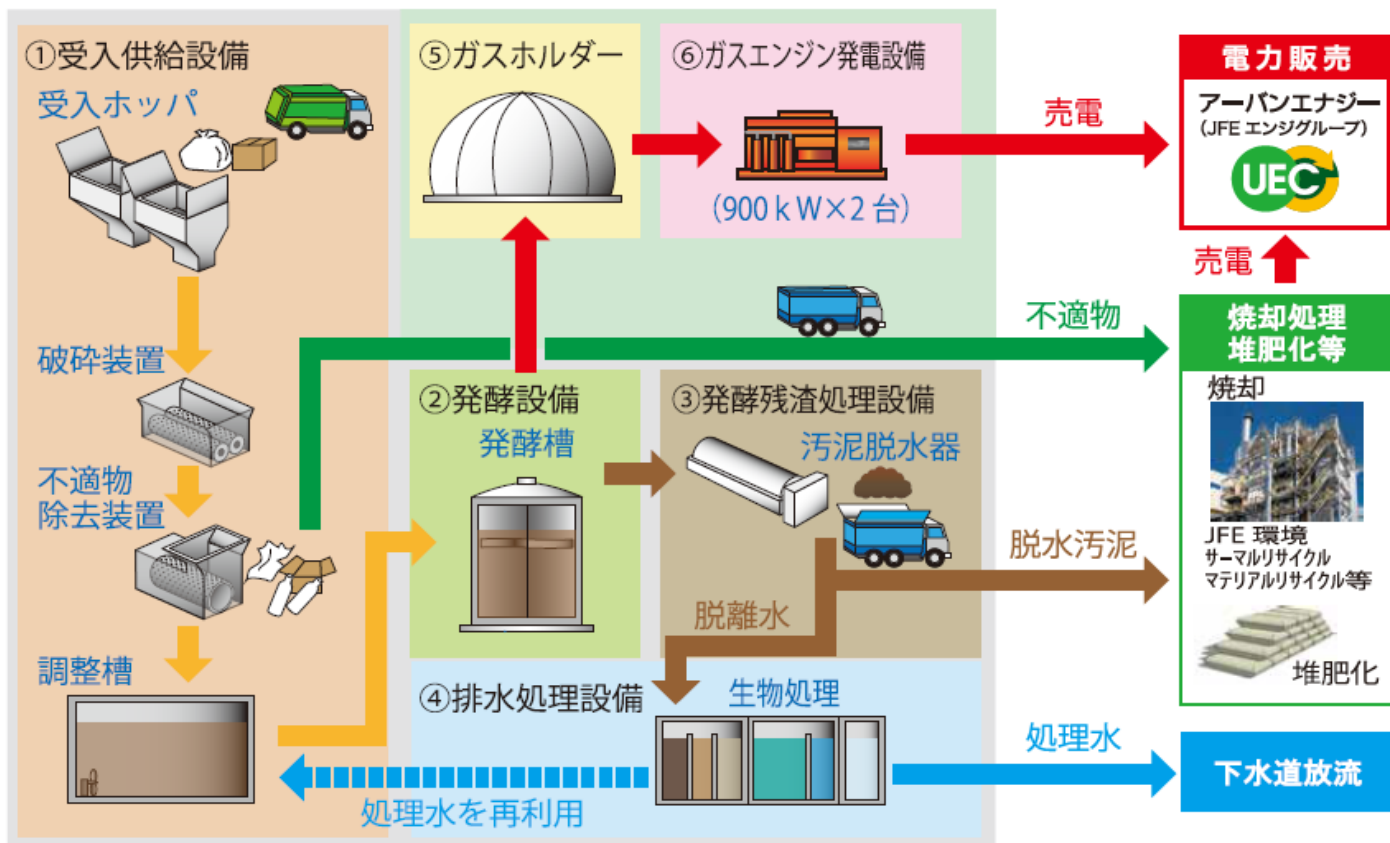 ①受入供給設備
受入ホッパ
破砕装置
不適物
除去装置
調整槽
⑤ガスホルダー
⑥ガスエンジン発電設備
(900kW×2台)
売電
電力販売
アーバンエナジー
(JFEエンジグループ)
UEC
売電
不適物
焼却処理
堆肥化等
焼却
JFE 環境
サーマルリサイクル
マテリアルリサイクル等
堆肥化
②発酵設備
発酵槽
③発酵残渣処理設備
汚泥脱水器
脱水汚泥
脱離水
④排水処理設備
生物処理
処理水
下水道放流
処理水を再利用